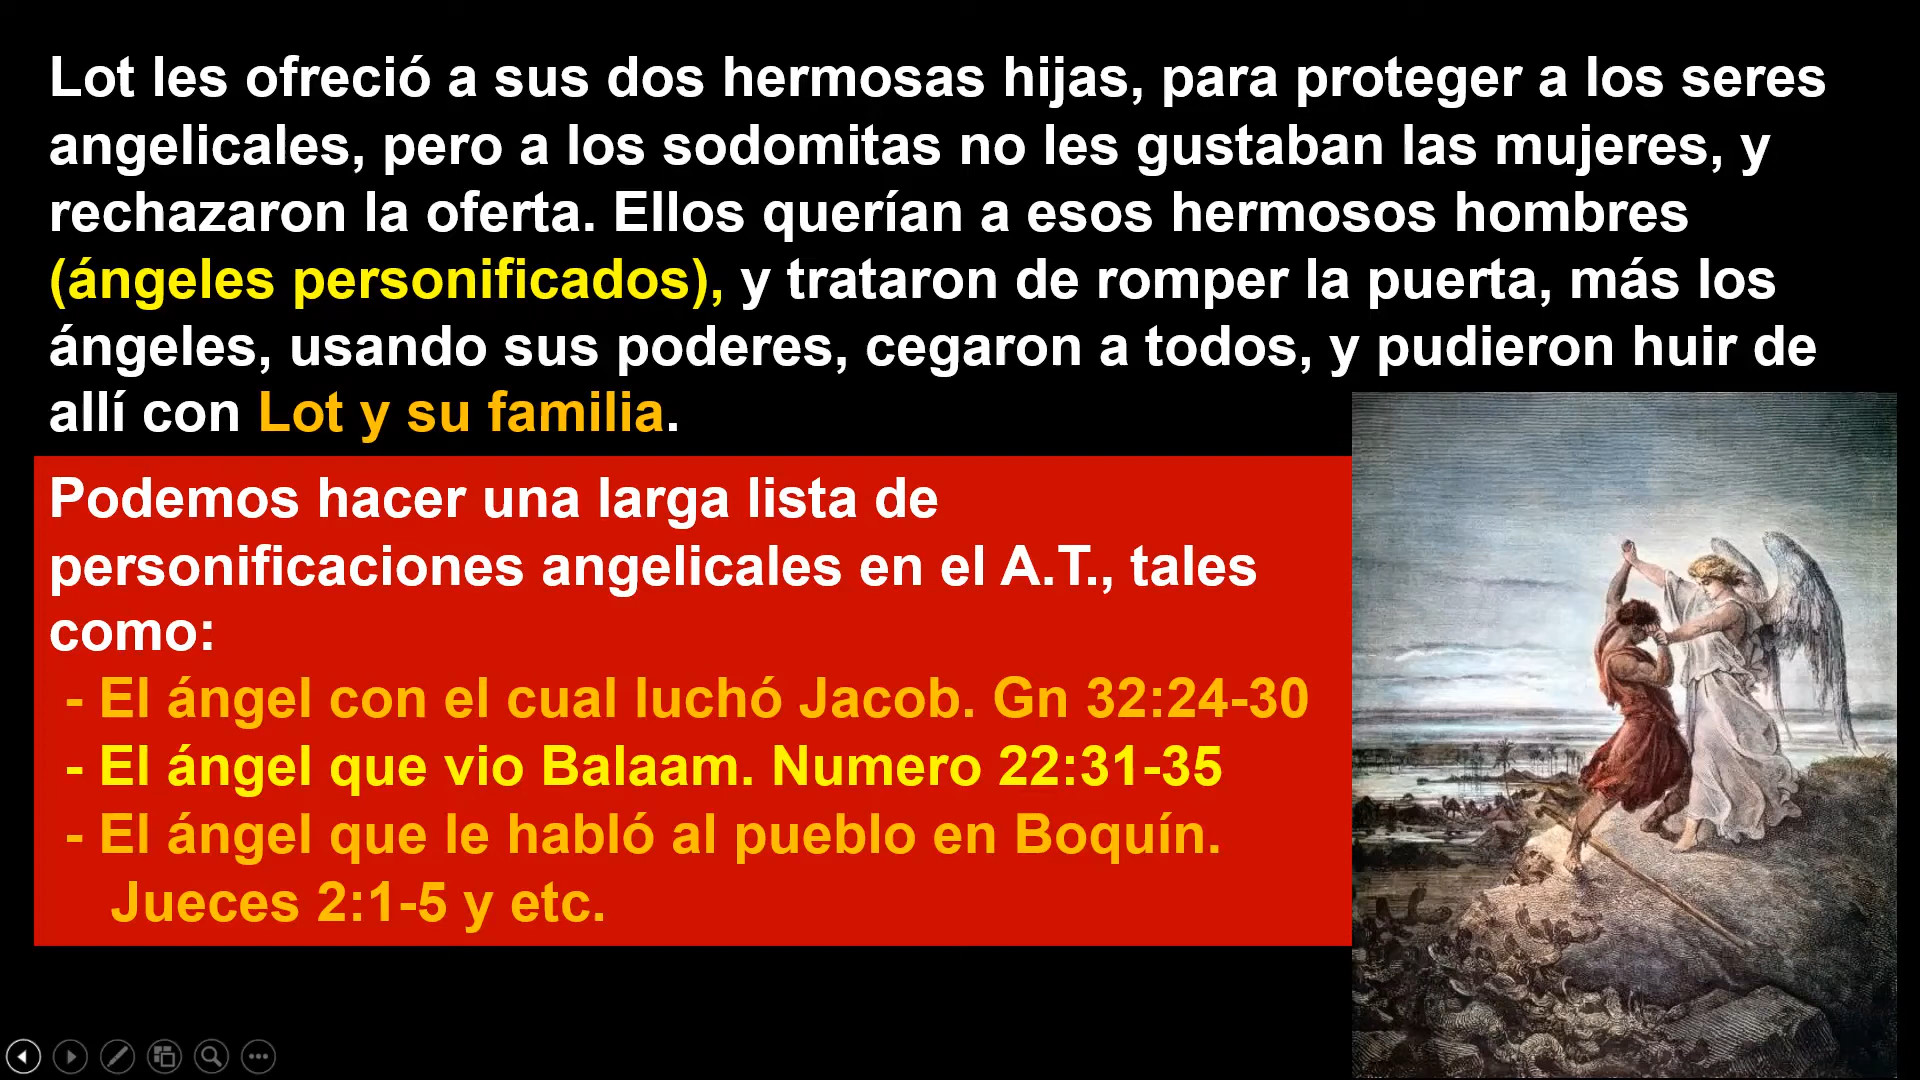 Lot les ofreció a sus dos hermosas hijas, para proteger a los seres
angelicales, pero a los sodomitas no les gustaban las mujeres, y
rechazaron la oferta. Ellos querían a esos hermosos hombres
(ángeles personificados), y trataron de romper la puerta, más los
ángeles, usando sus poderes, cegaron a todos, y pudieron huir de
allí con Lot y su familia.
Podemos hacer una larga lista de
personificaciones angelicales en el A.T., tales
como:
- El ángel con el cual luchó Jacob. Gn 32:24-30
- El ángel que vio Balaam. Numero 22:31-35
- El ángel que le habló al pueblo en Boquín.
Jueces 2:1-5 y etc.